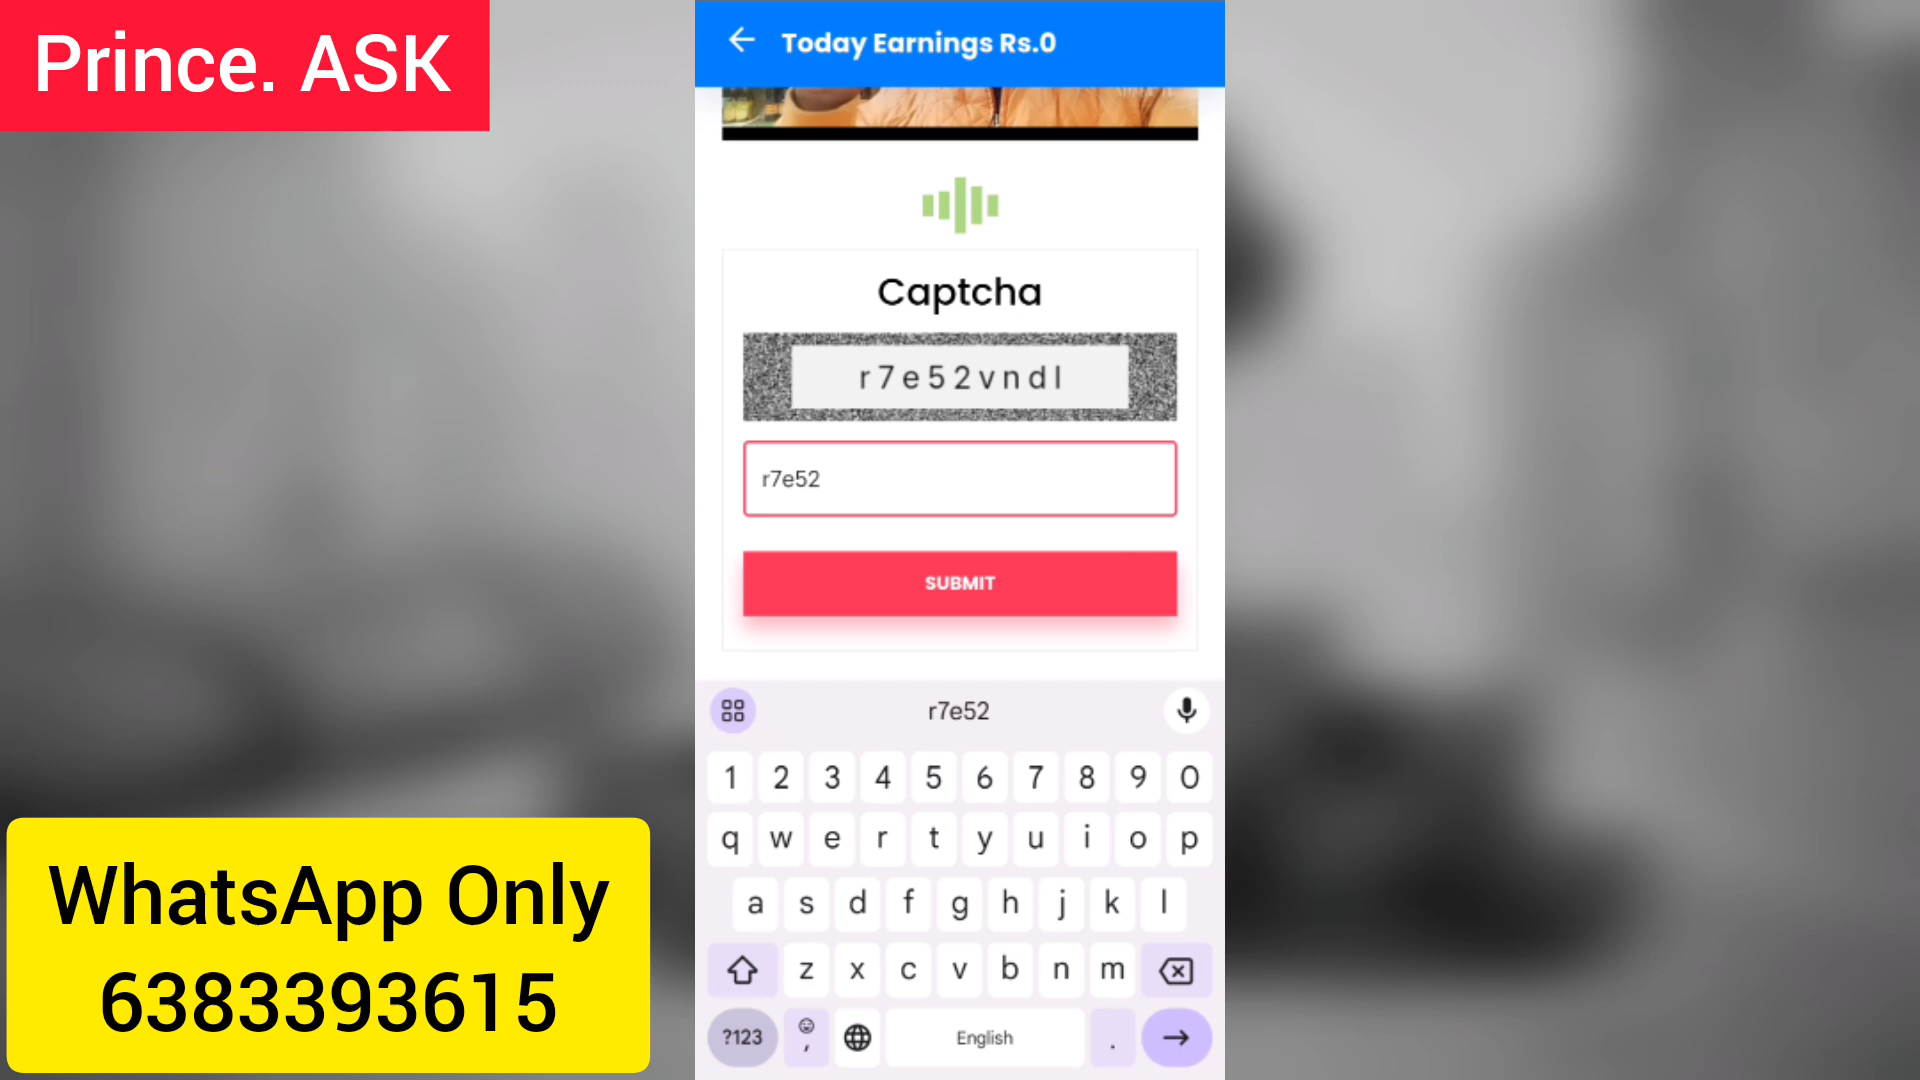 Prince. ASK
Today Earnings Rs.0
Captcha
r7e52vndl
r7e52
SUBMIT
r7e52
1 2 3 4 5 6 7 8 9 0
q w e r t y u i o p
a s d f g h j k l
z x c v b n m
?123 , English .
WhatsApp Only
6383393615